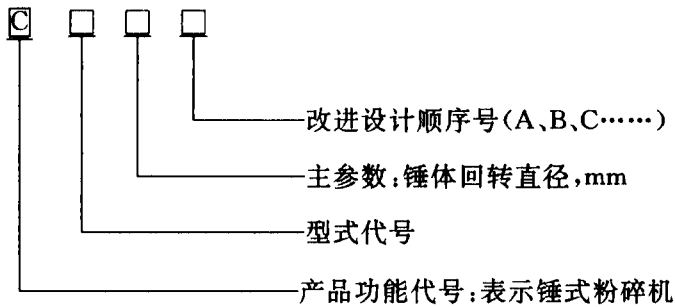 C
改进设计顺序号(A、B、C……)
主参数:锤体回转直径,mm
型式代号
产品功能代号:表示锤式粉碎机